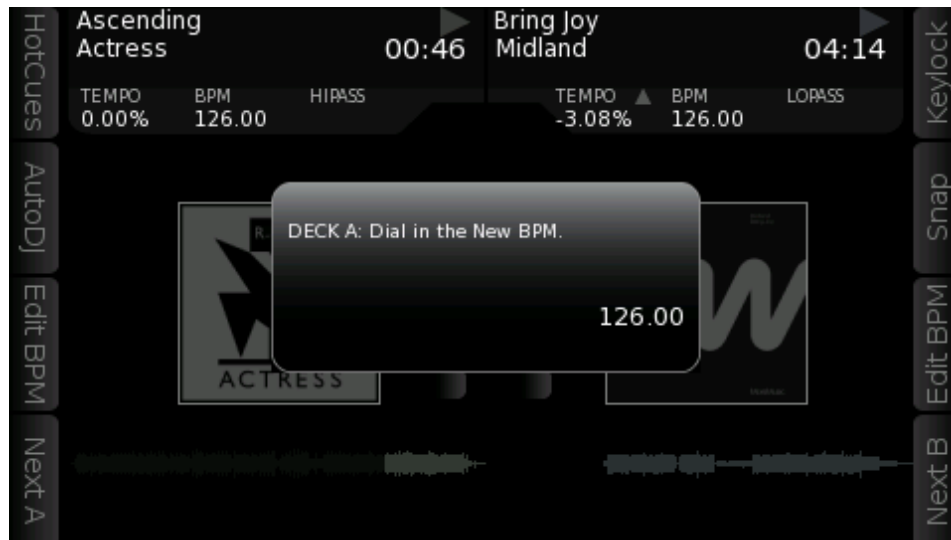 HotCues
AutoDJ
Edit BPM
Next A
Ascending
Actress
00:46
TEMPO BPM HIPASS
0.00% 126.00
Bring Joy
Midland
04:14
TEMPO BPM LOPASS
-3.08% 126.00
DECK A: Dial in the New BPM.
126.00
ACTRESS
Keylock
Snap
Edit BPM
Next B